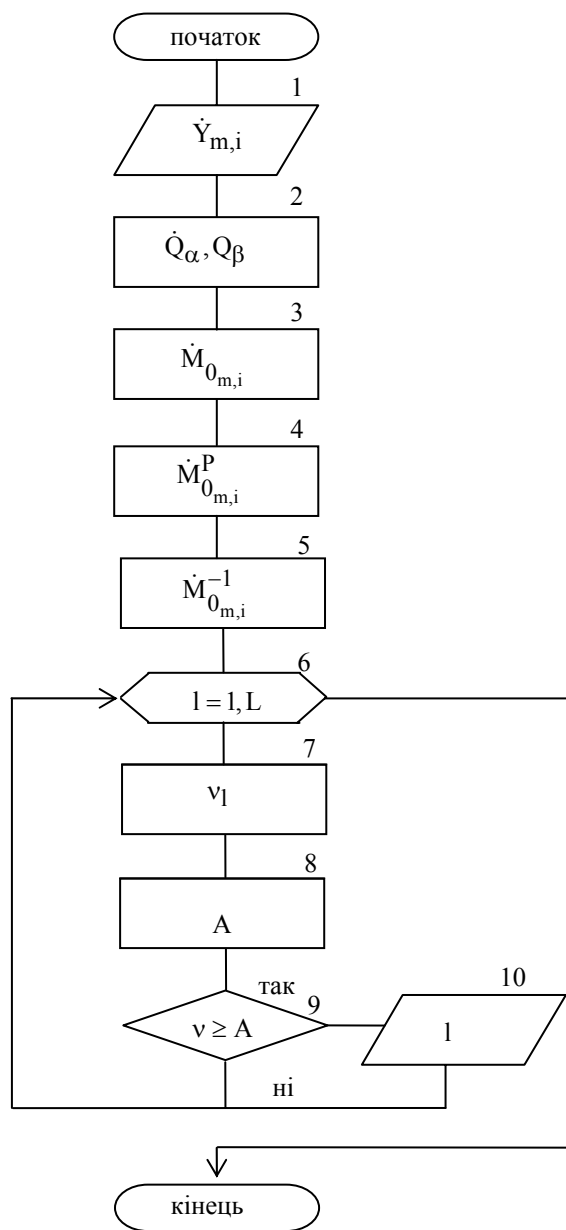 початок
1
Ẏm,i
2
Q̇α, Qβ
3
Ṁ0m,i
4
Ṁ0m,i^P
5
Ṁ0m,i^−1
6
l = l, L
7
νl
8
A
так
9
10
ν ≥ A
l
ні
кінець